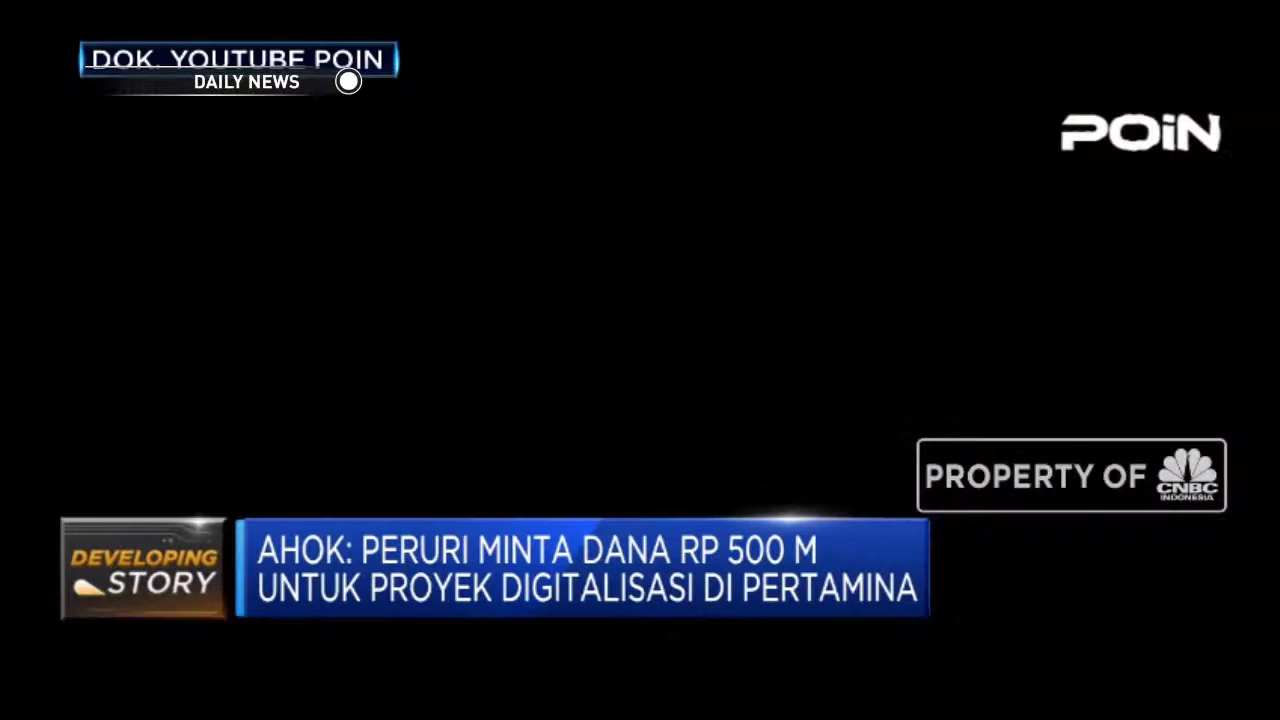 DOK. YOUTUBE POIN
DAILY NEWS
POiN
PROPERTY OF CNBC INDONESIA
DEVELOPING STORY
AHOK: PERURI MINTA DANA RP 500 M
UNTUK PROYEK DIGITALISASI DI PERTAMINA